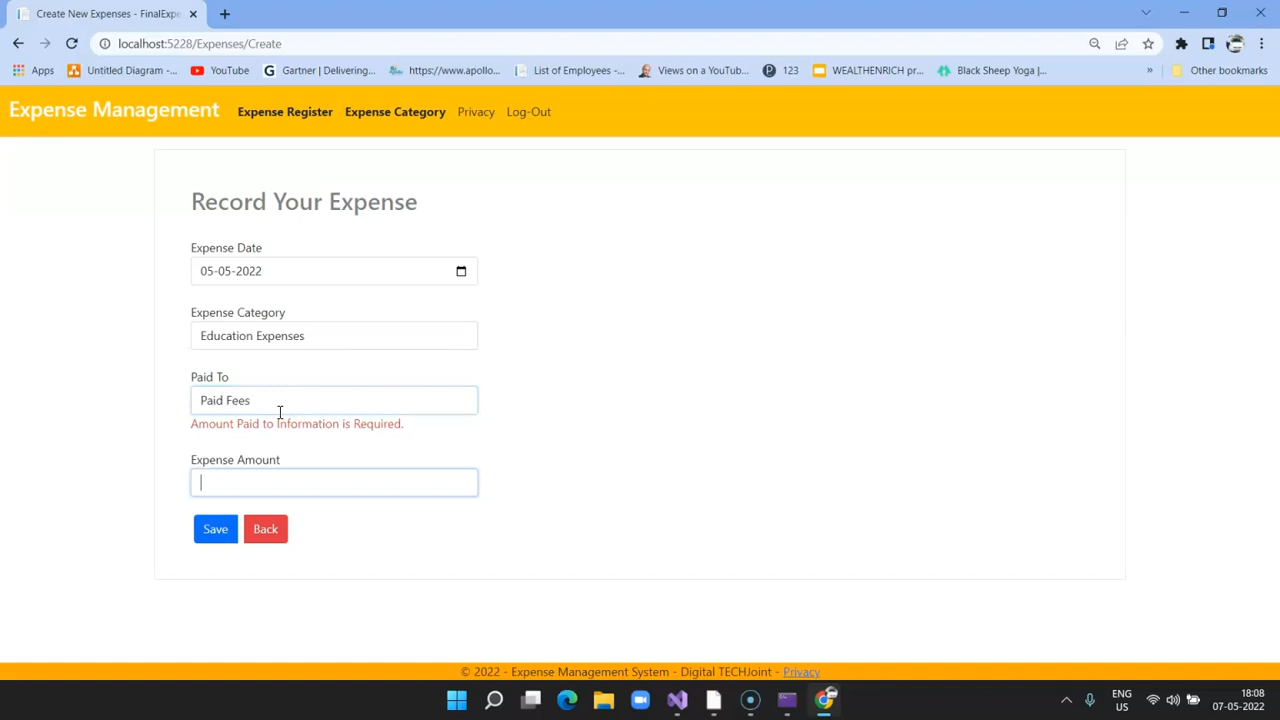 Create New Expenses - FinalExpe
localhost:5228/Expenses/Create
Apps
Untitled Diagram -...
YouTube
Gartner | Delivering...
https://www.apollo...
List of Employees -...
Views on a YouTub...
123
WEALTHENRICH pr...
Black Sheep Yoga |...
»
Other bookmarks
Expense Management
Expense Register
Expense Category
Privacy
Log-Out
Record Your Expense
Expense Date
05-05-2022
Expense Category
Education Expenses
Paid To
Paid Fees
Amount Paid to Information is Required.
Expense Amount
Save
Back
© 2022 - Expense Management System - Digital TECHJoint - Privacy
ENG
US
18:08
07-05-2022